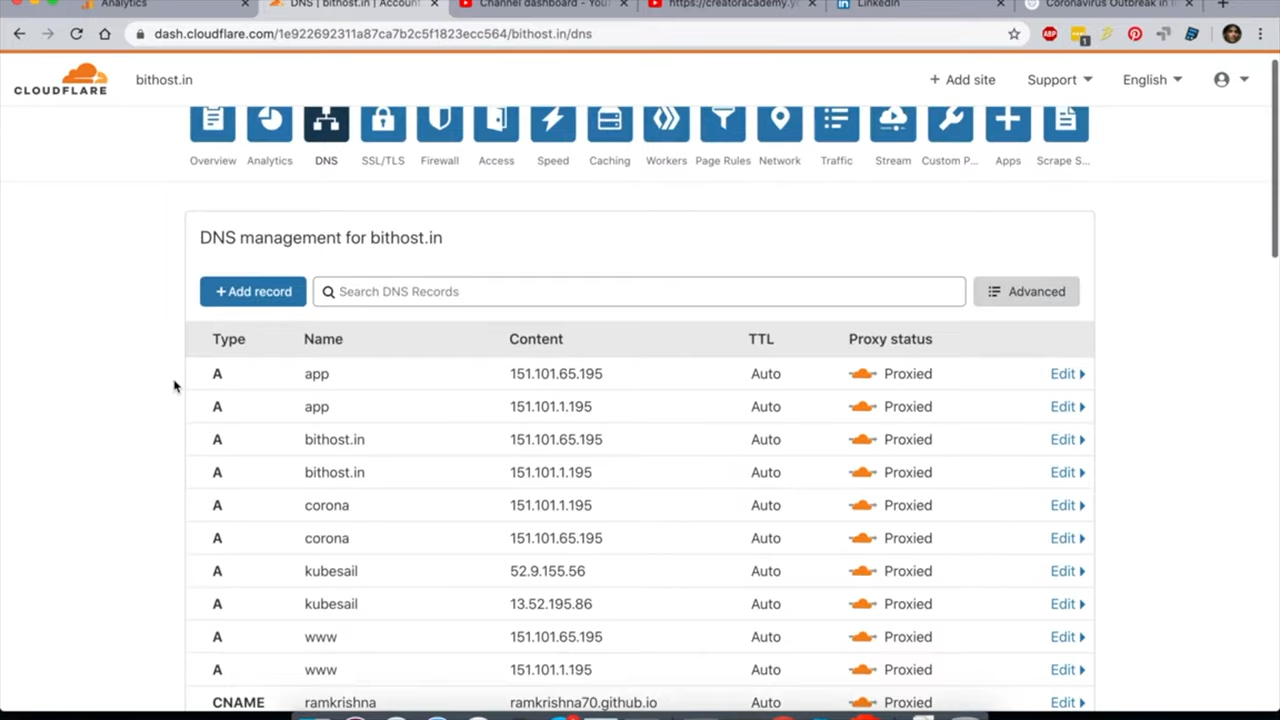 Analytics
DNS | bithost.in | Account
Channel dashboard - You
https://creatoracademy.y
LinkedIn
Coronavirus Outbreak in
dash.cloudflare.com/1e922692311a87ca7b2c5f1823ecc564/bithost.in/dns
ABP
1
CLOUDFLARE
bithost.in
+ Add site
Support
English
Overview
Analytics
DNS
SSL/TLS
Firewall
Access
Speed
Caching
Workers
Page Rules
Network
Traffic
Stream
Custom P...
Apps
Scrape S...
DNS management for bithost.in
+ Add record
Search DNS Records
Advanced
Type Name Content TTL Proxy status
A app 151.101.65.195 Auto Proxied Edit
A app 151.101.1.195 Auto Proxied Edit
A bithost.in 151.101.65.195 Auto Proxied Edit
A bithost.in 151.101.1.195 Auto Proxied Edit
A corona 151.101.1.195 Auto Proxied Edit
A corona 151.101.65.195 Auto Proxied Edit
A kubesail 52.9.155.56 Auto Proxied Edit
A kubesail 13.52.195.86 Auto Proxied Edit
A www 151.101.65.195 Auto Proxied Edit
A www 151.101.1.195 Auto Proxied Edit
CNAME ramkrishna ramkrishna70.github.io Auto Proxied Edit